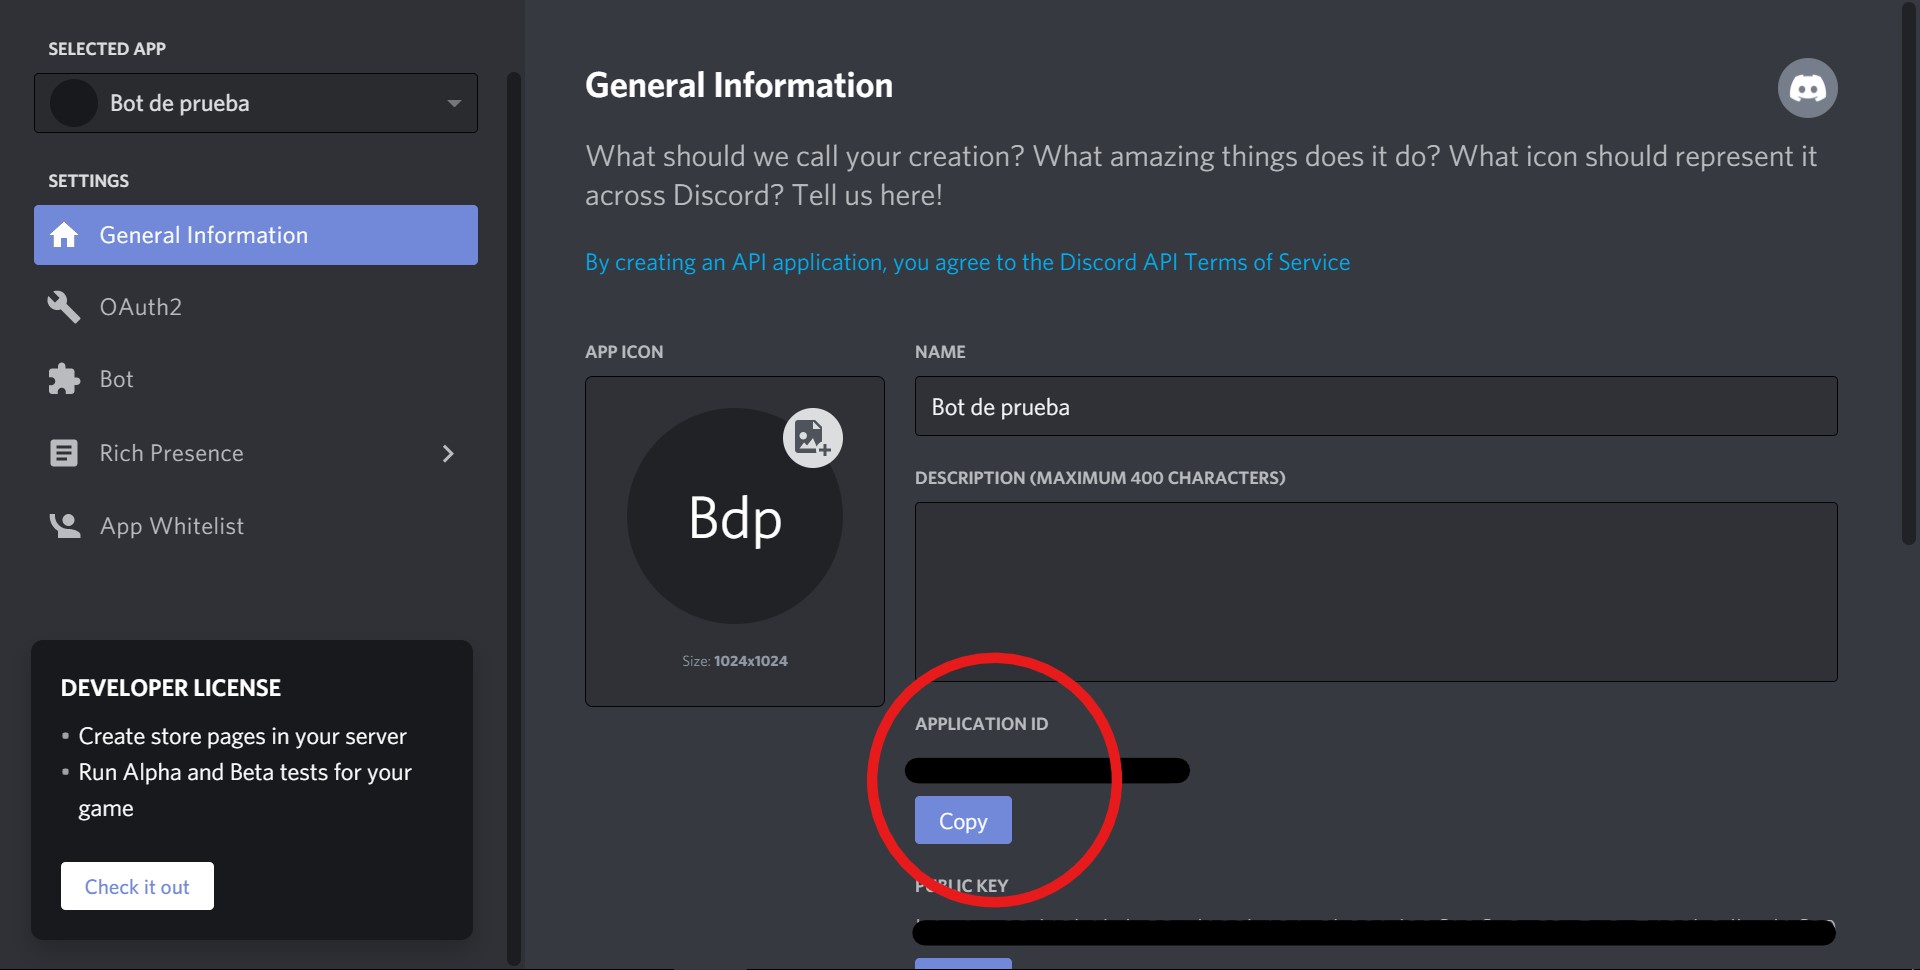 SELECTED APP
Bot de prueba
SETTINGS
General Information
OAuth2
Bot
Rich Presence
App Whitelist
DEVELOPER LICENSE
• Create store pages in your server
• Run Alpha and Beta tests for your
game
Check it out
General Information
What should we call your creation? What amazing things does it do? What icon should represent it
across Discord? Tell us here!
By creating an API application, you agree to the Discord API Terms of Service
APP ICON
Bdp
Size: 1024x1024
NAME
Bot de prueba
DESCRIPTION (MAXIMUM 400 CHARACTERS)
APPLICATION ID
Copy
PUBLIC KEY